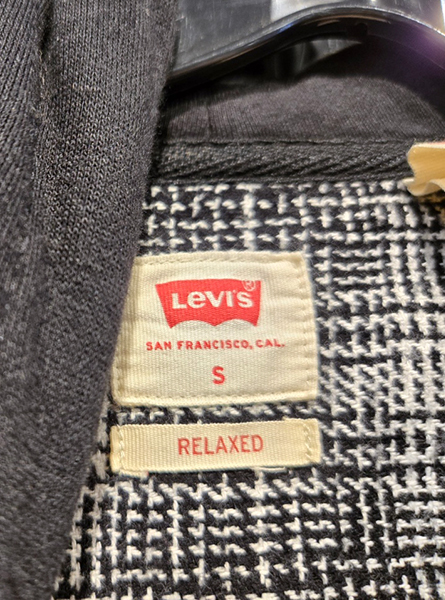 Levi's®
SAN FRANCISCO, CAL.
S
RELAXED